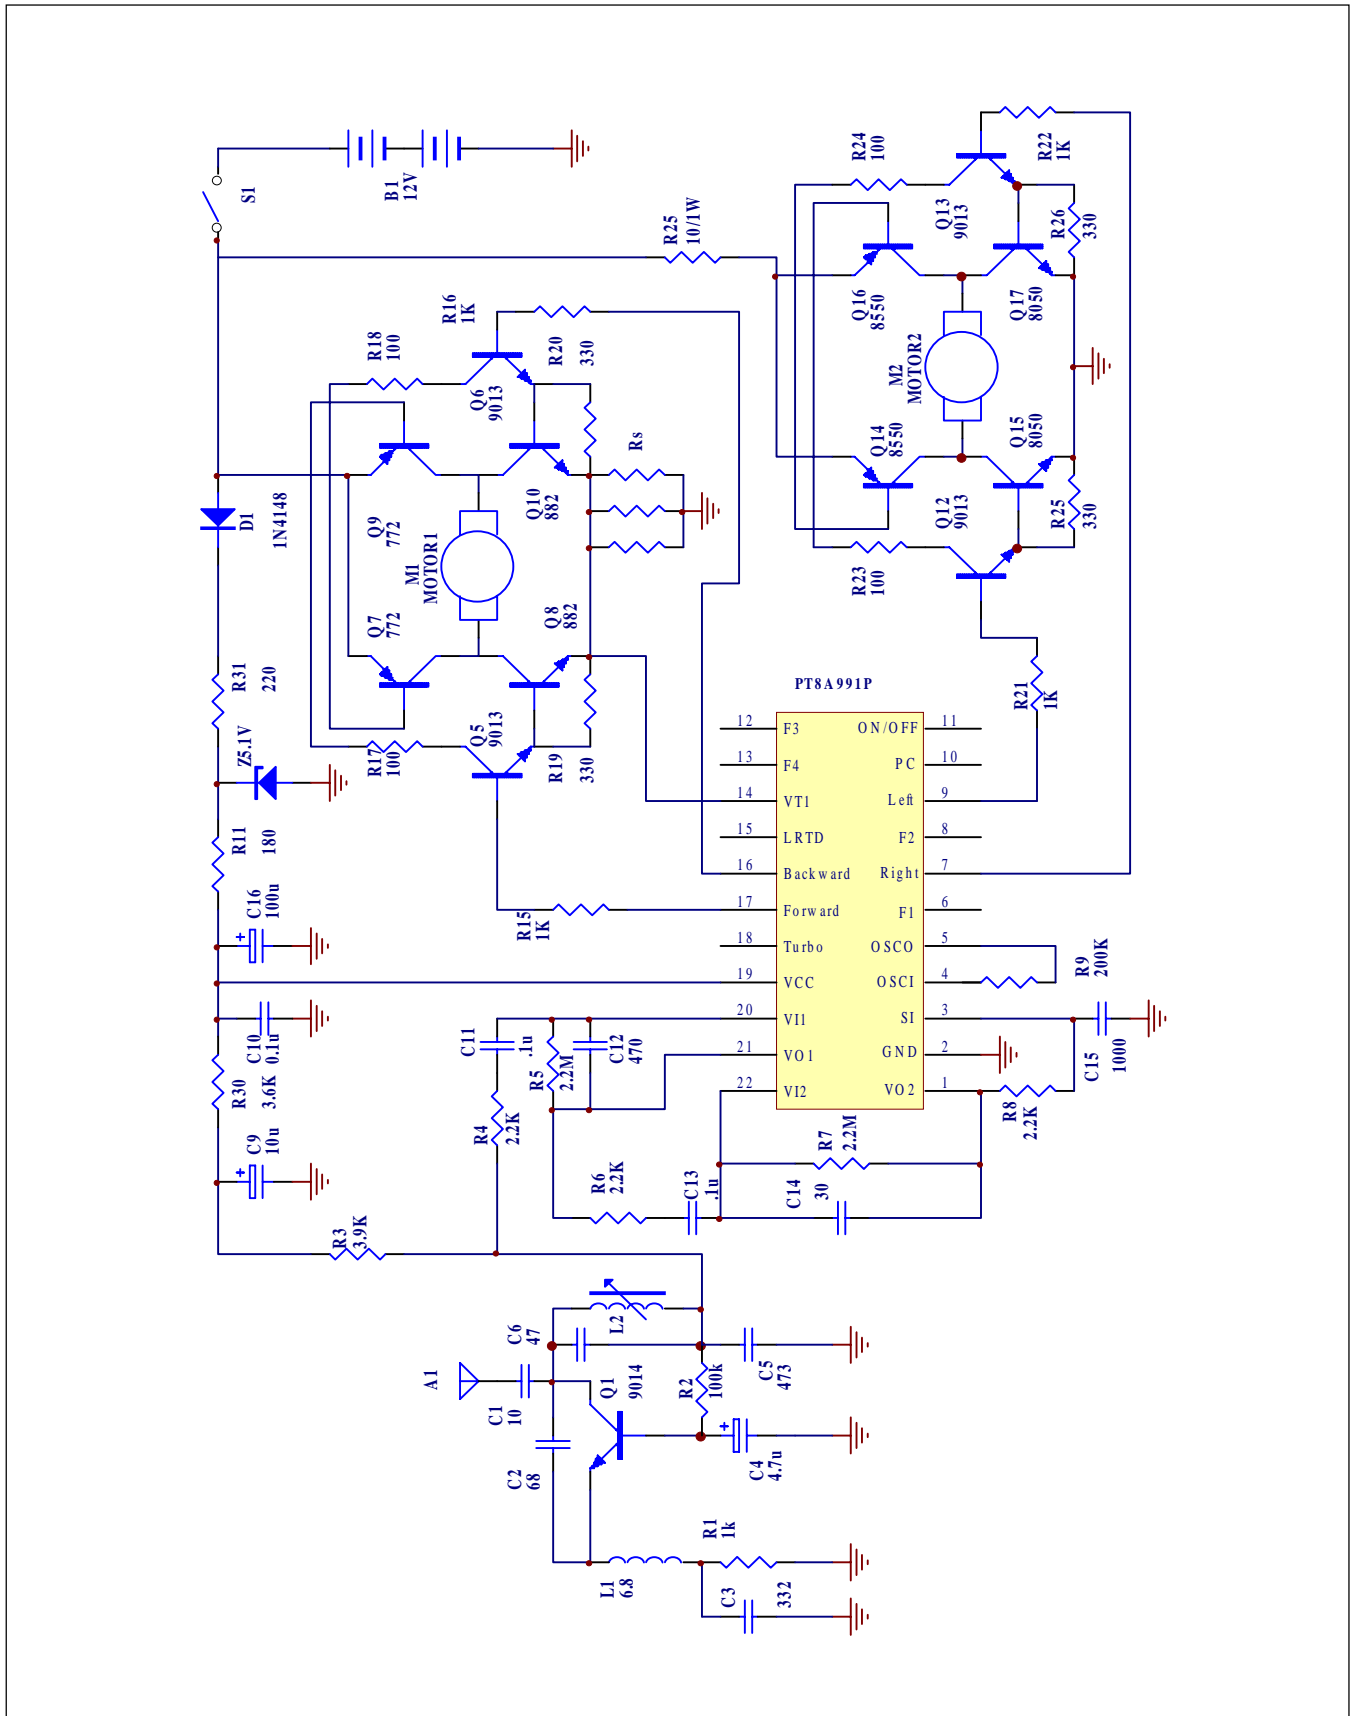 S1
B1
12V
R25
10/1W
R24
100
R22
1K
Q13
9013
R26
330
Q16
8550
Q17
8050
M2
MOTOR2
Q14
8550
Q15
8050
Q12
9013
R25
330
R23
100
R21
1K
R16
1K
R18
100
R20
330
Q6
9013
Rs
Q9
772
Q10
882
M1
MOTOR1
Q7
772
Q8
882
Q5
9013
R17
100
R19
330
D1
1N4148
R31
220
Z5.1V
R11
180
C16
100u
+
R15
1K
PT8A991P
12 F3
13 F4
14 VT1
15 LRTD
16 Backward
17 Forward
18 Turbo
19 VCC
20 VI1
21 VO1
22 VI2
ON/OFF 11
PC 10
Left 9
F2 8
Right 7
F1 6
OSCO 5
OSCI 4
SI 3
GND 2
VO2 1
R9
200K
C15
1000
R8
2.2K
R7
2.2M
C14
30
C10
0.1u
R30
3.6K
C9
10u
+
C11
.1u
R5
2.2M
C12
470
R4
2.2K
R6
2.2K
C13
.1u
R3
3.9K
L2
C6
47
A1
C1
10
Q1
9014
R2
100k
C5
473
C2
68
C4
4.7u
+
R1
1k
L1
6.8
C3
332